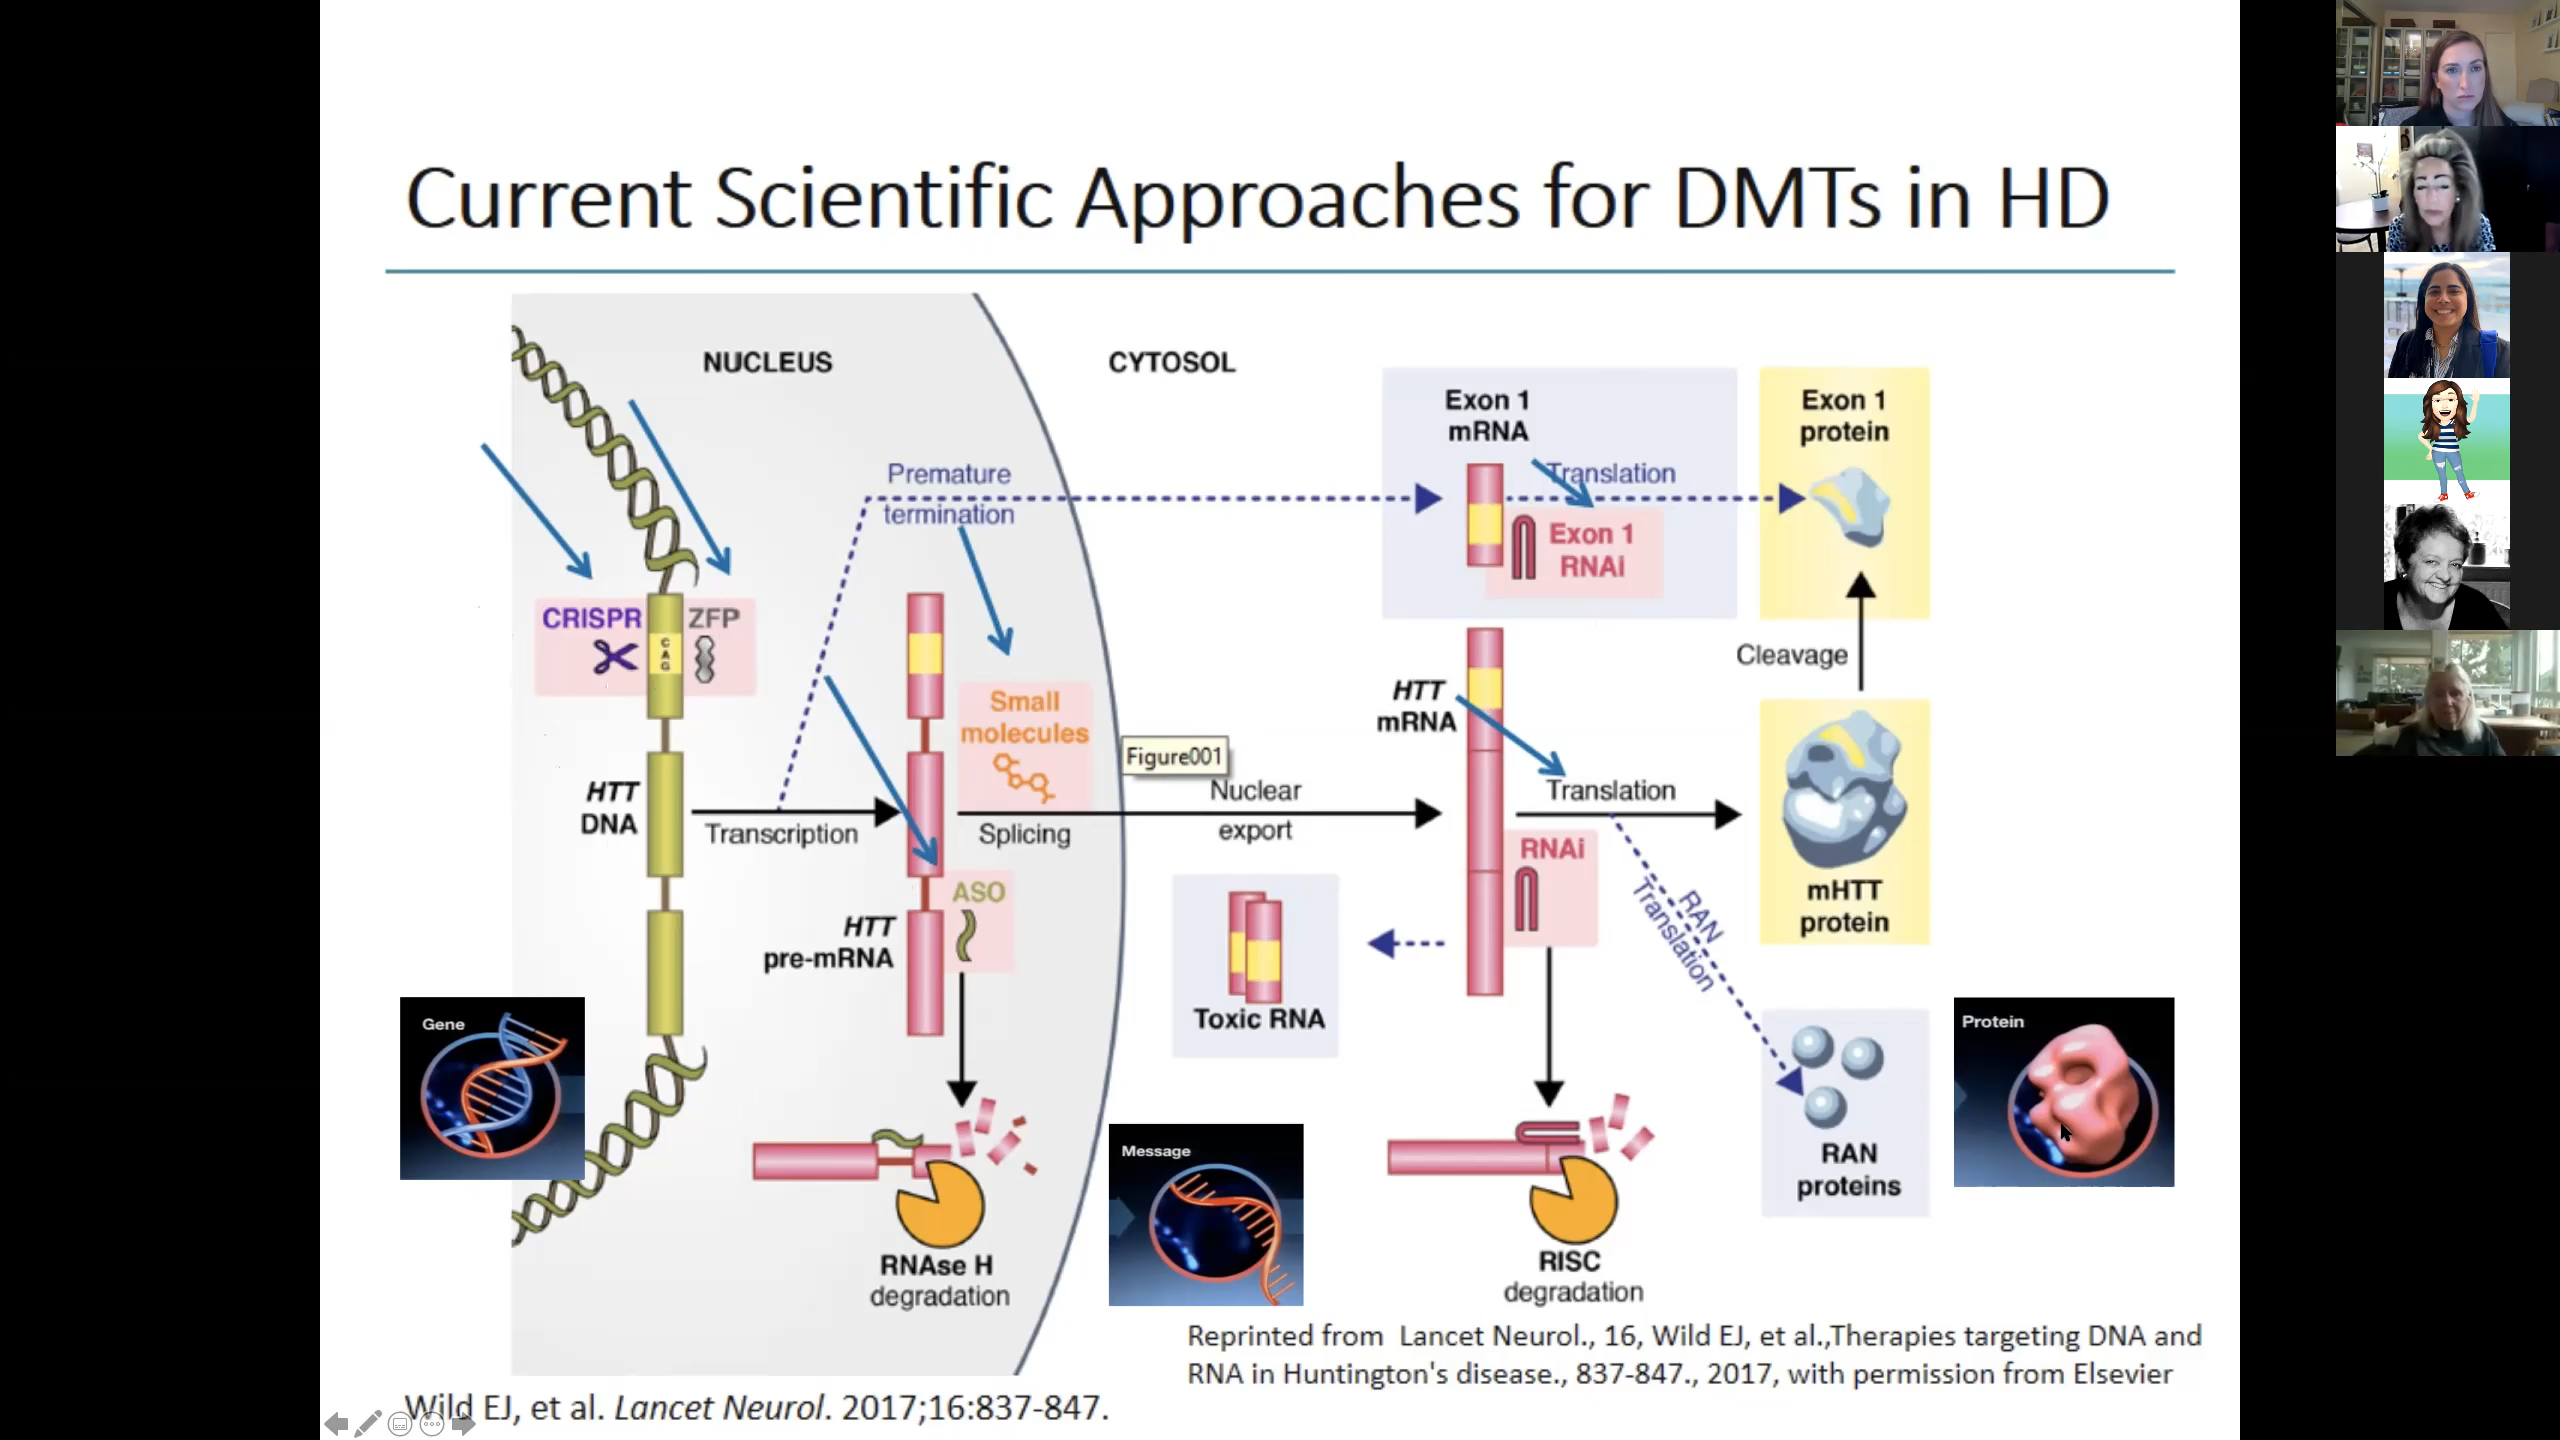 Current Scientific Approaches for DMTs in HD
NUCLEUS
CYTOSOL
Premature
termination
Exon 1
mRNA
Translation
Exon 1
RNAi
Exon 1
protein
CRISPR
ZFP
C
A
G
Small
molecules
Figure001
HTT
mRNA
Cleavage
HTT
DNA
Transcription
Splicing
Nuclear
export
Translation
RNAi
mHTT
protein
ASO
HTT
pre-mRNA
RAN
Translation
Toxic RNA
Gene
Message
Protein
RAN
proteins
RNAse H
degradation
RISC
degradation
Reprinted from Lancet Neurol., 16, Wild EJ, et al.,Therapies targeting DNA and
RNA in Huntington's disease., 837-847., 2017, with permission from Elsevier
Wild EJ, et al. Lancet Neurol. 2017;16:837-847.